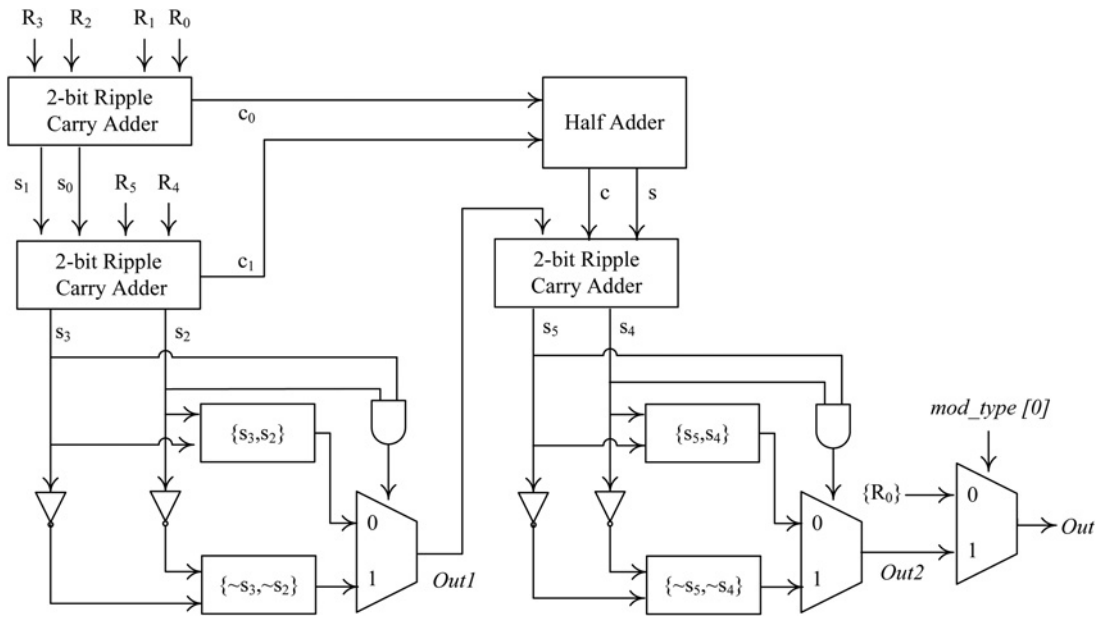 R₃ R₂ R₁ R₀
2-bit Ripple
Carry Adder
c₀
Half Adder
s₁ s₀ R₅ R₄
c s
2-bit Ripple
Carry Adder
c₁
2-bit Ripple
Carry Adder
s₃ s₂
s₅ s₄
{s₃,s₂}
{s₅,s₄}
mod_type [0]
{R₀}
0
0
0
1
1
1
Out
{~s₃,~s₂}
Out1
{~s₅,~s₄}
Out2